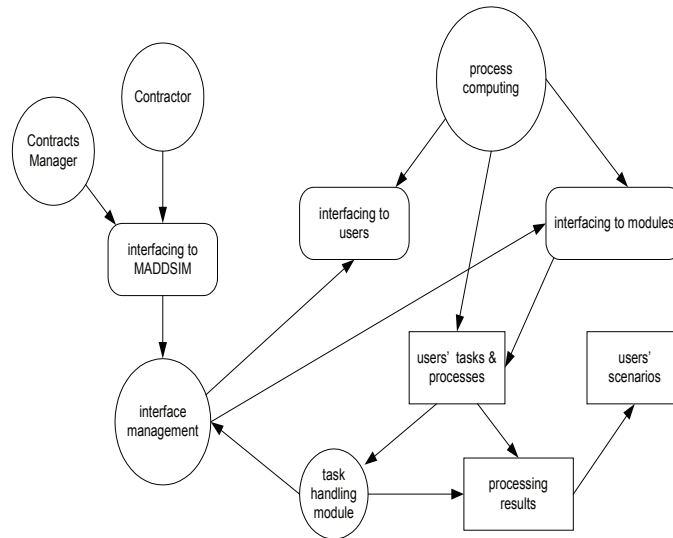 process
computing
Contractor
Contracts
Manager
interfacing to
users
interfacing to modules
interfacing to
MADDSIM
users' tasks &
processes
users'
scenarios
interface
management
task
handling
module
processing
results